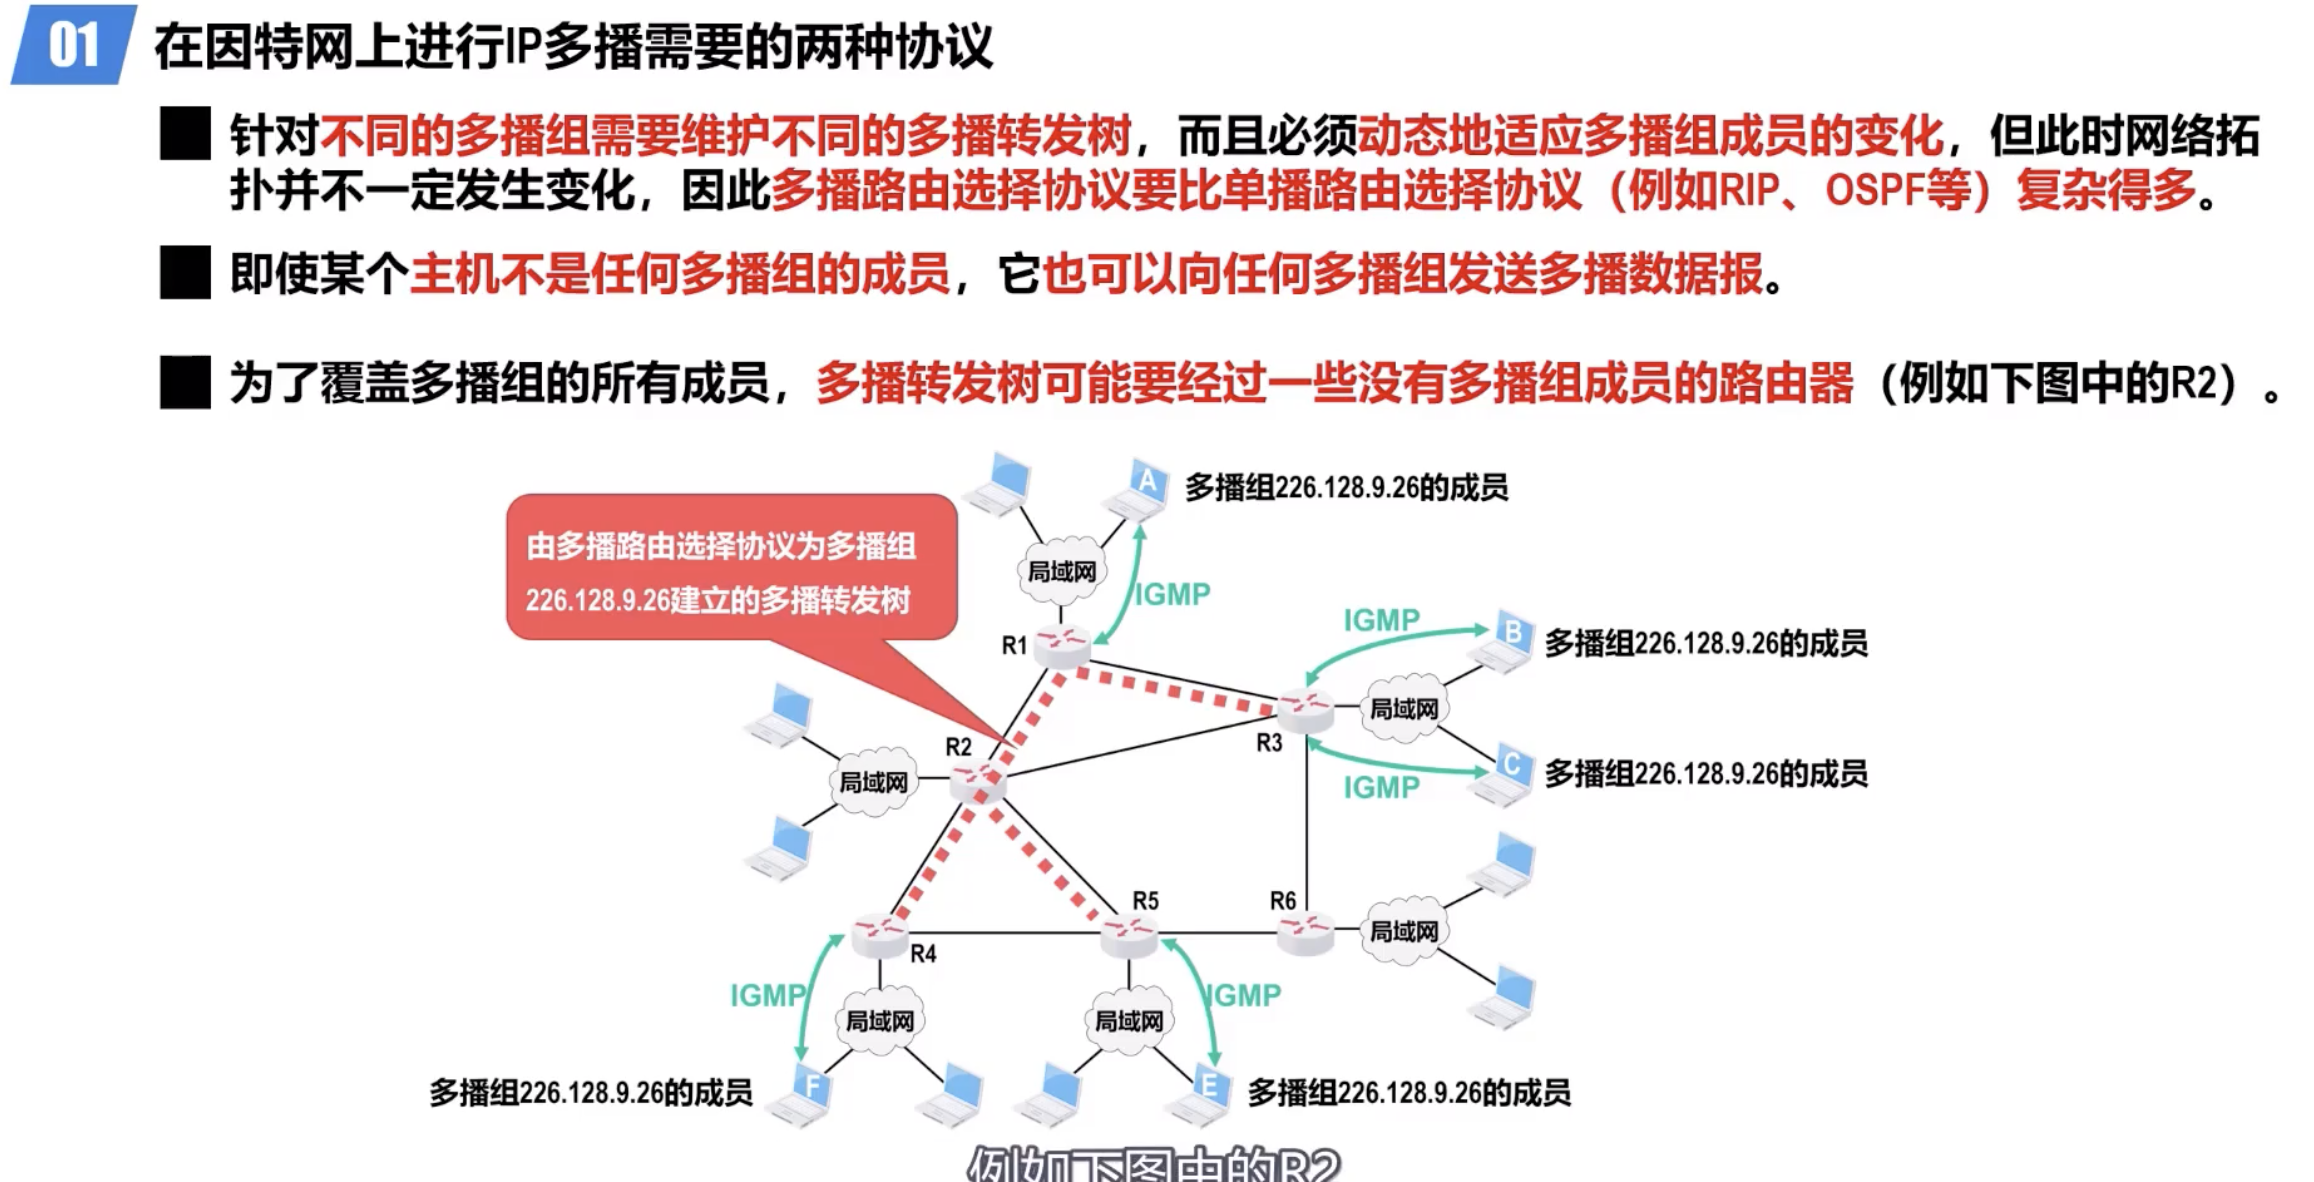 01 在因特网上进行IP多播需要的两种协议
针对不同的多播组需要维护不同的多播转发树，而且必须动态地适应多播组成员的变化，但此时网络拓
扑并不一定发生变化，因此多播路由选择协议要比单播路由选择协议（例如RIP、OSPF等）复杂得多。
即使某个主机不是任何多播组的成员，它也可以向任何多播组发送多播数据报。
为了覆盖多播组的所有成员，多播转发树可能要经过一些没有多播组成员的路由器（例如下图中的R2）。
A
多播组226.128.9.26的成员
由多播路由选择协议为多播组
226.128.9.26建立的多播转发树
局域网
IGMP
R1
IGMP
B
多播组226.128.9.26的成员
局域网
R3
R2
局域网
IGMP
C
多播组226.128.9.26的成员
R5
R6
局域网
R4
IGMP
局域网
局域网
IGMP
多播组226.128.9.26的成员
F
E
多播组226.128.9.26的成员
例如下图中的R2